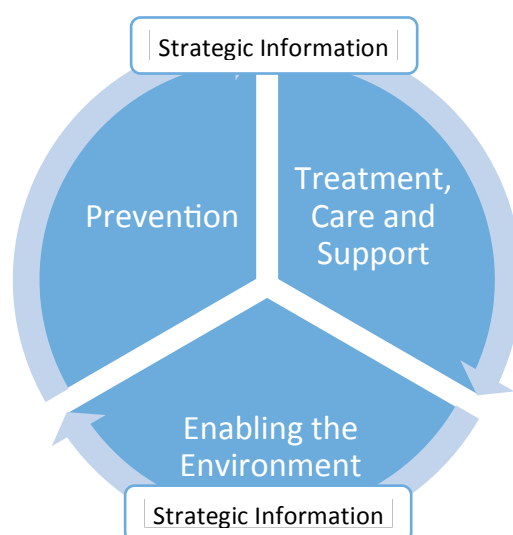 Strategic Information
Prevention
Treatment,
Care and
Support
Enabling the
Environment
Strategic Information